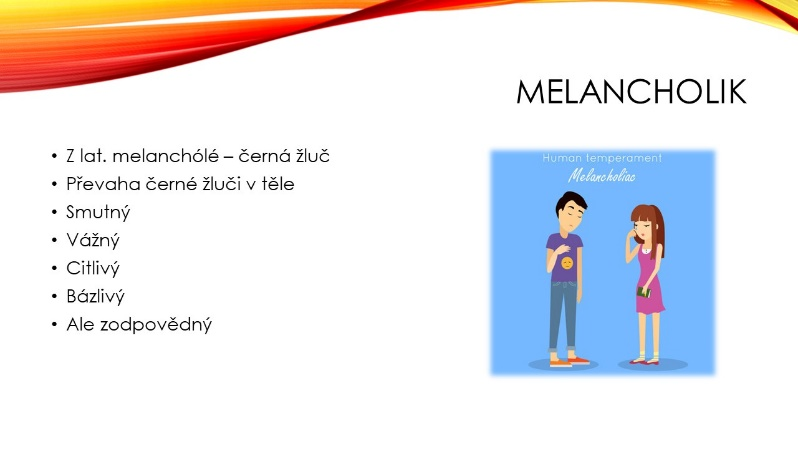 MELANCHOLIK
• Z lat. melanchólé – černá žluč
• Převaha černé žluči v těle
• Smutný
• Vážný
• Citlivý
• Bázlivý
• Ale zodpovědný
Human temperament
Melancholiac